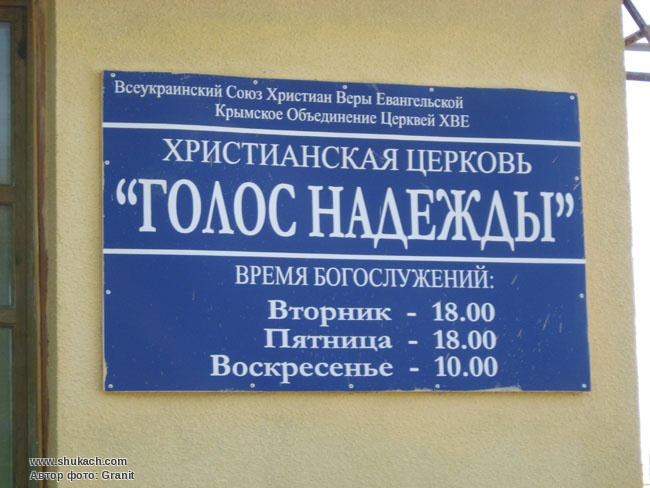 Всеукраинский Союз Христиан Веры Евангельской
Крымское Объединение Церквей ХВЕ
ХРИСТИАНСКАЯ ЦЕРКОВЬ
“ГОЛОС НАДЕЖДЫ”
ВРЕМЯ БОГОСЛУЖЕНИЙ:
Вторник - 18.00
Пятница - 18.00
Воскресенье - 10.00
www.shukach.com
Автор фото: Granit